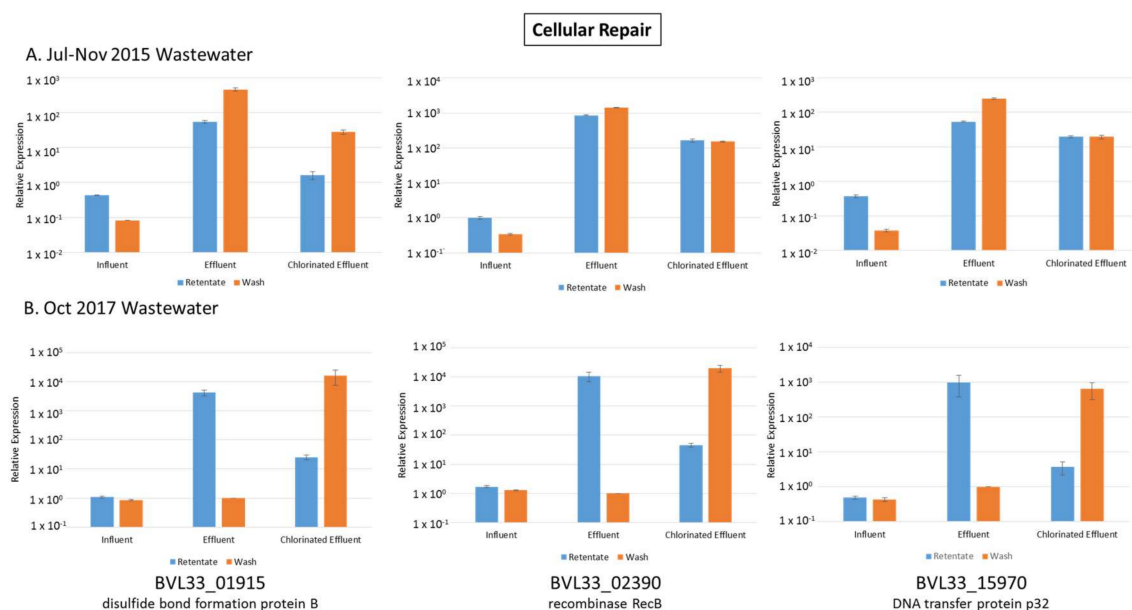 Cellular Repair
A. Jul-Nov 2015 Wastewater
Relative Expression
1 x 10³
1 x 10²
1 x 10¹
1 x 10⁰
1 x 10⁻¹
1 x 10⁻²
Influent Effluent Chlorinated Effluent
Retentate Wash
Relative Expression
1 x 10⁴
1 x 10³
1 x 10²
1 x 10¹
1 x 10⁰
1 x 10⁻¹
Influent Effluent Chlorinated Effluent
Retentate Wash
Relative Expression
1 x 10³
1 x 10²
1 x 10¹
1 x 10⁰
1 x 10⁻¹
1 x 10⁻²
Influent Effluent Chlorinated Effluent
Retentate Wash
B. Oct 2017 Wastewater
Relative Expression
1 x 10⁵
1 x 10⁴
1 x 10³
1 x 10²
1 x 10¹
1 x 10⁰
1 x 10⁻¹
Influent Effluent Chlorinated Effluent
Retentate Wash
BVL33_01915
disulfide bond formation protein B
Relative Expression
1 x 10⁵
1 x 10⁴
1 x 10³
1 x 10²
1 x 10¹
1 x 10⁰
1 x 10⁻¹
Influent Effluent Chlorinated Effluent
Retentate Wash
BVL33_02390
recombinase RecB
Relative Expression
1 x 10⁴
1 x 10³
1 x 10²
1 x 10¹
1 x 10⁰
1 x 10⁻¹
Influent Effluent Chlorinated Effluent
Retentate Wash
BVL33_15970
DNA transfer protein p32